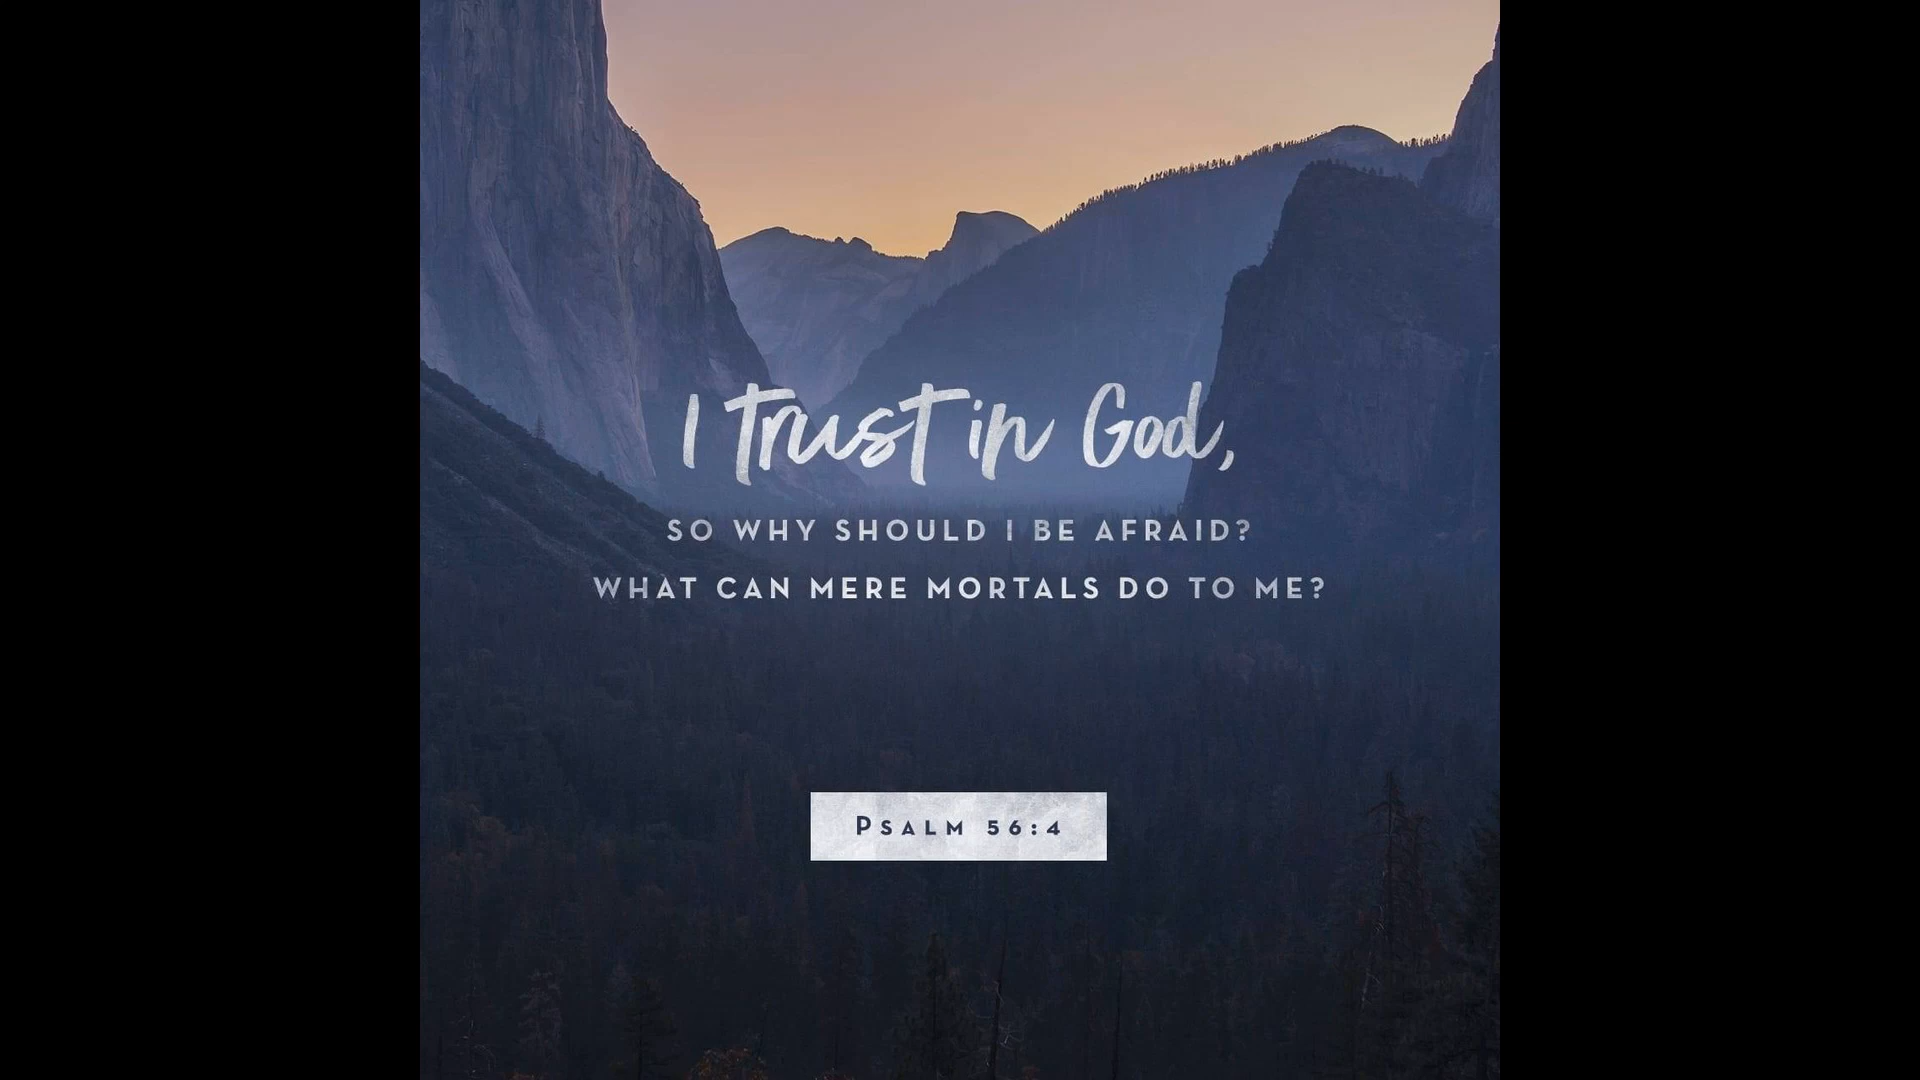 I trust in God,
SO WHY SHOULD I BE AFRAID?
WHAT CAN MERE MORTALS DO TO ME?
PSALM 56:4